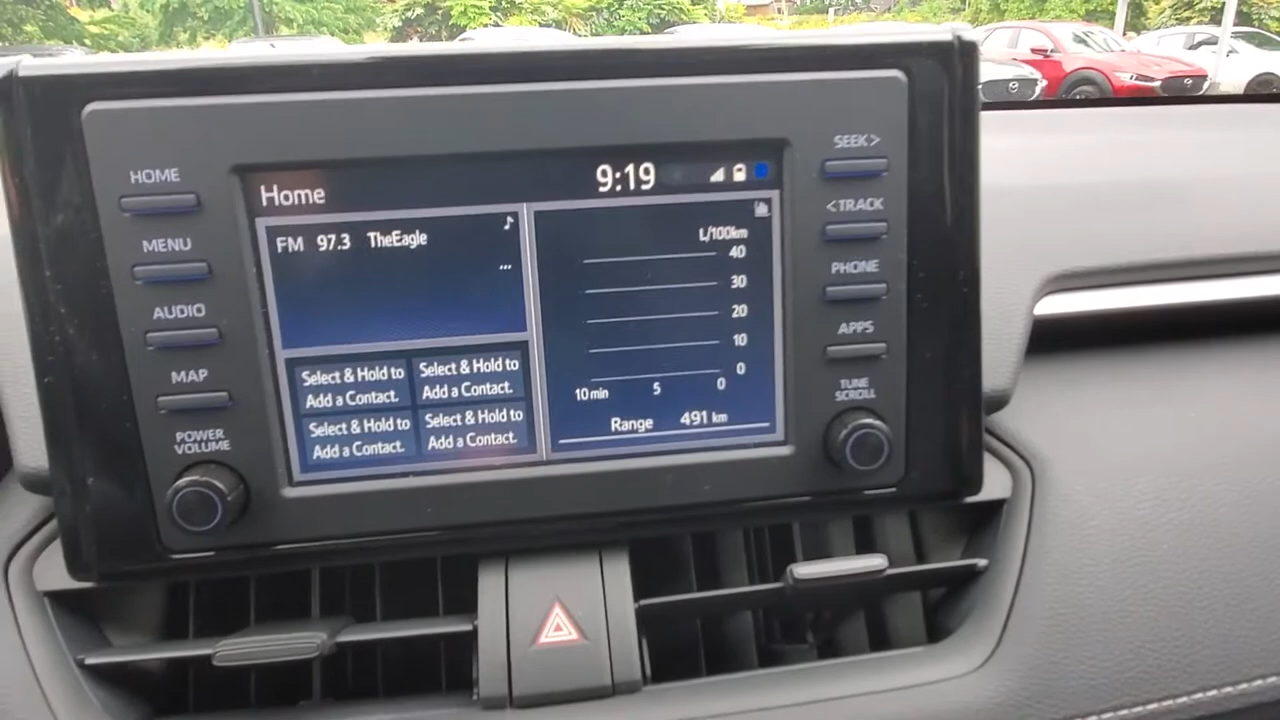 HOME
MENU
AUDIO
MAP
POWER
VOLUME
Home
9:19
FM 97.3 TheEagle
...
Select & Hold to
Add a Contact.
Select & Hold to
Add a Contact.
Select & Hold to
Add a Contact.
Select & Hold to
Add a Contact.
L/100km
40
30
20
10
0
10 min 5 0
Range 491 km
SEEK >
< TRACK
PHONE
APPS
TUNE
SCROLL